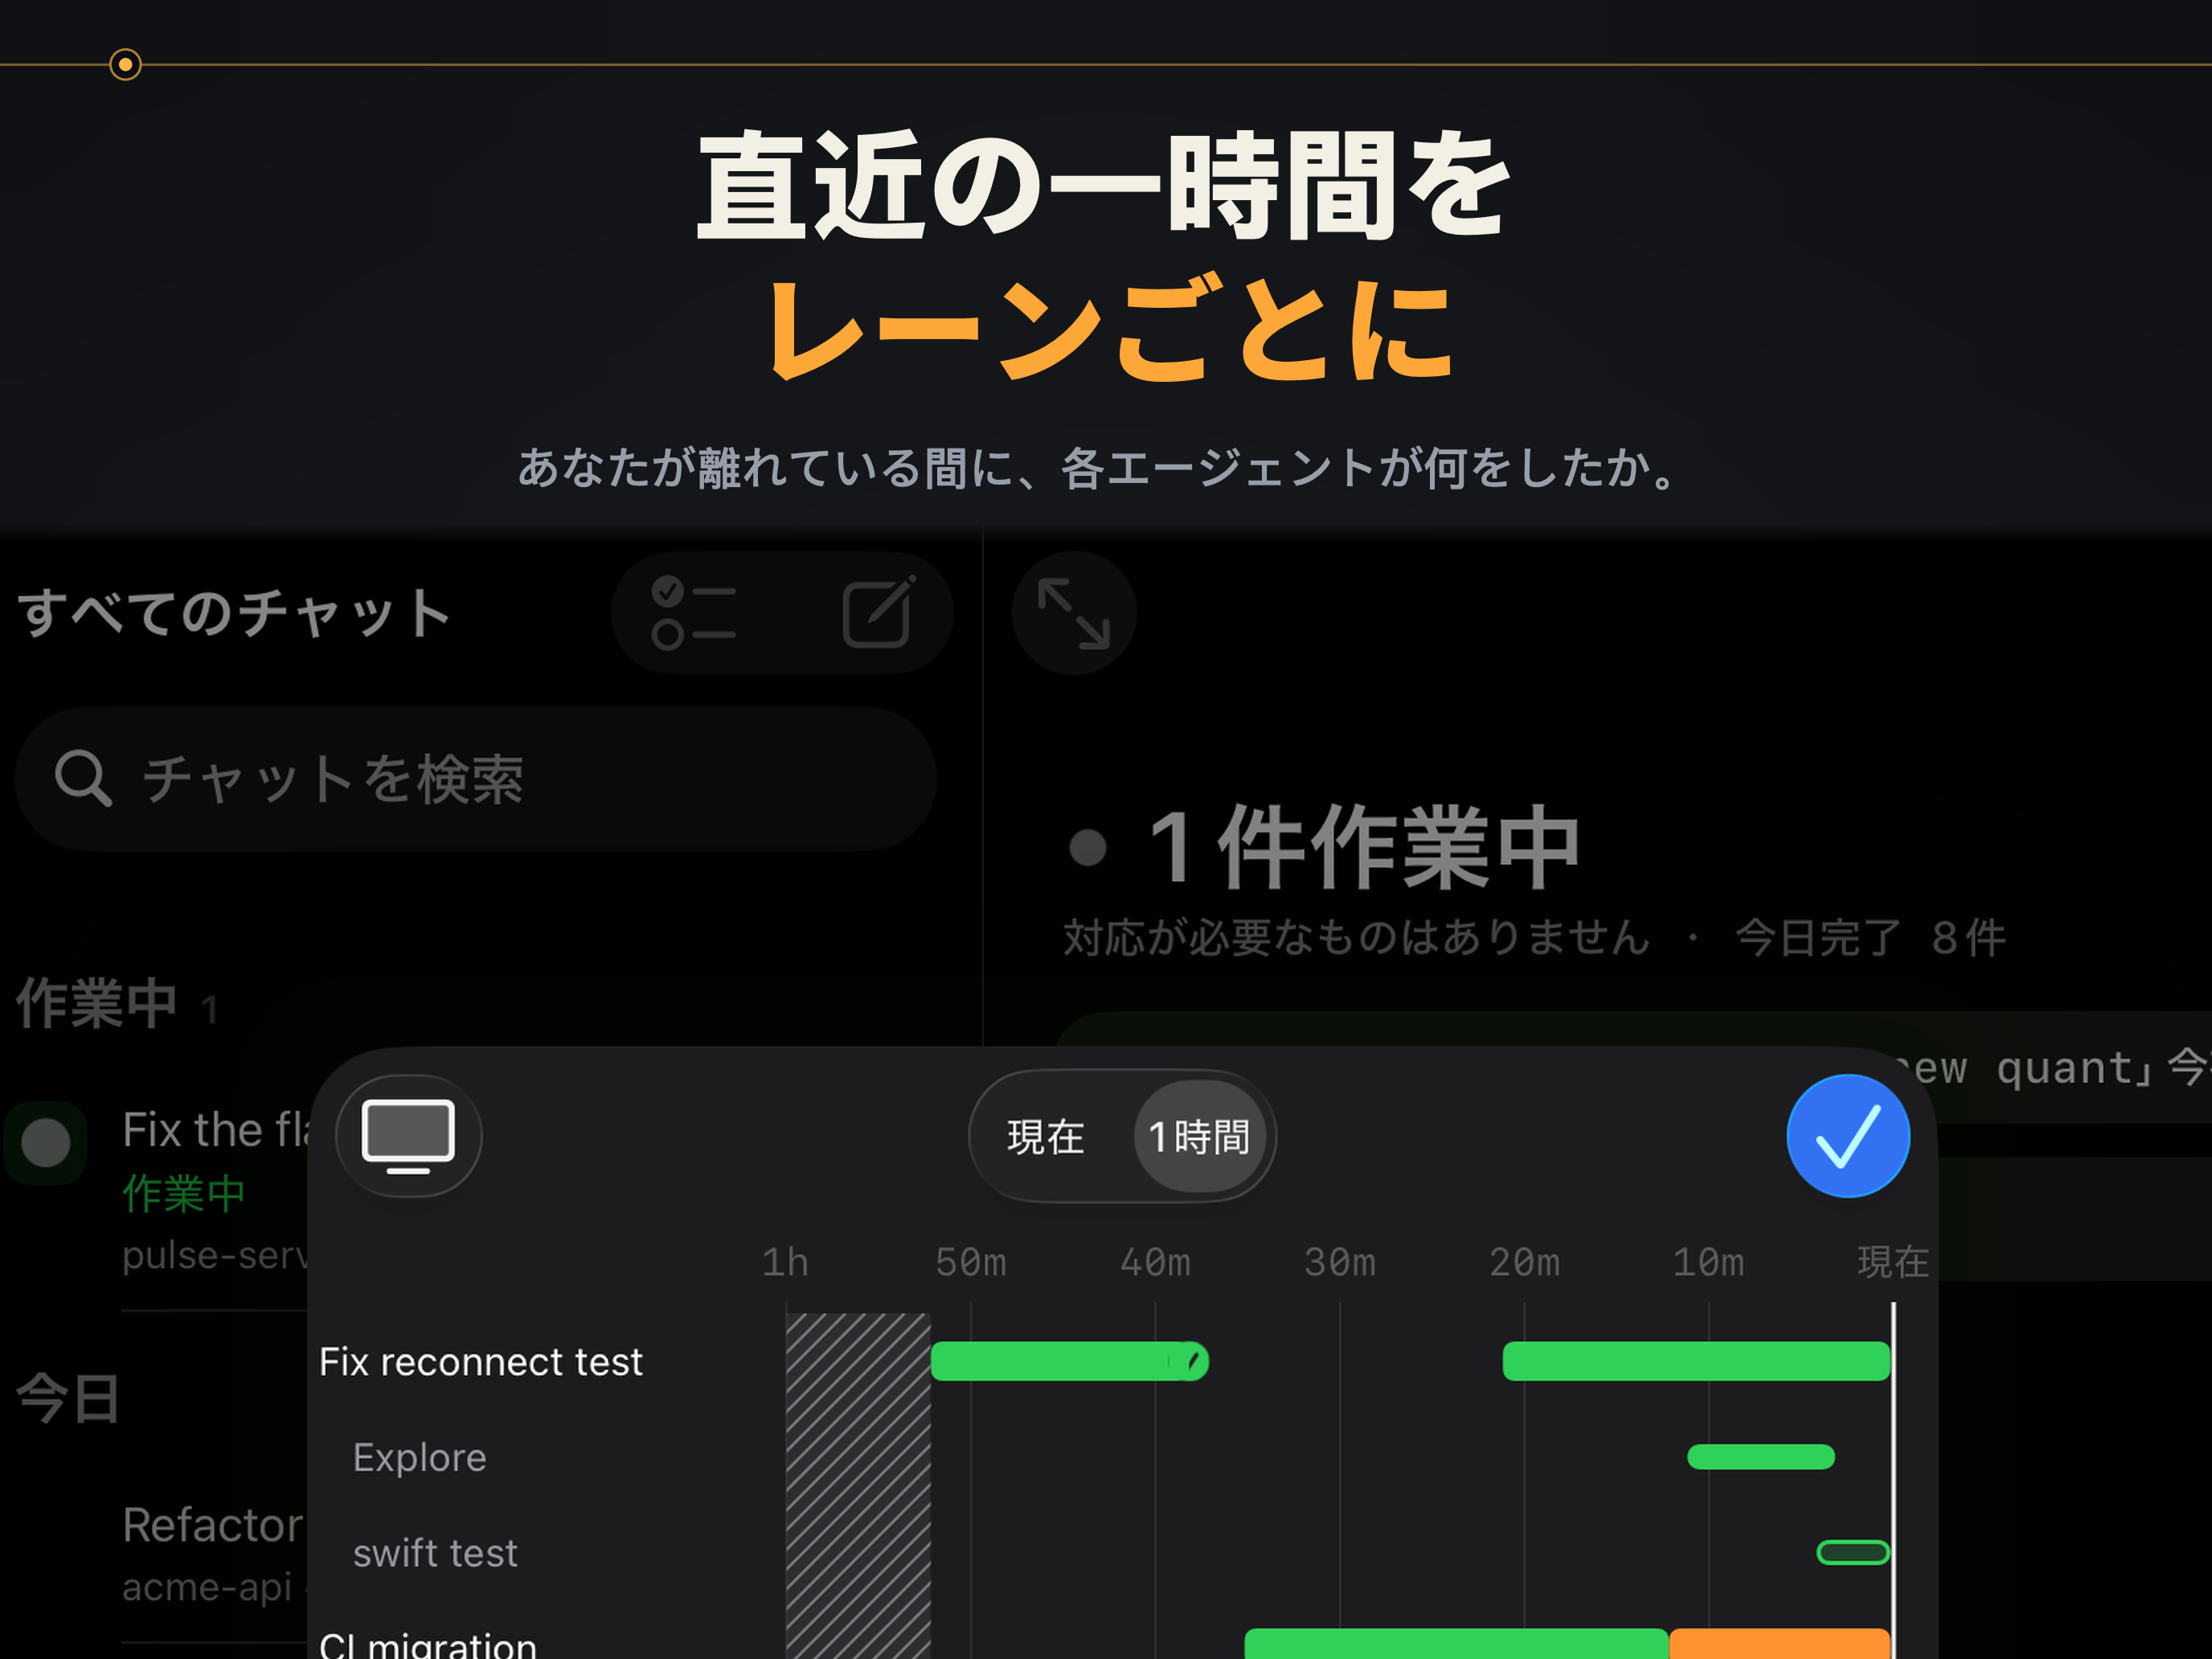 直近の一時間を
レーンごとに
あなたが離れている間に、各エージェントが何をしたか。
すべてのチャット
チャットを検索
1件作業中
対応が必要なものはありません · 今日完了 8件
作業中 1
new quant」今
Fix the fla
作業中
pulse-serv
現在 1時間
1h 50m 40m 30m 20m 10m 現在
Fix reconnect test
今日
Explore
Refactor
swift test
acme-api
CI migration